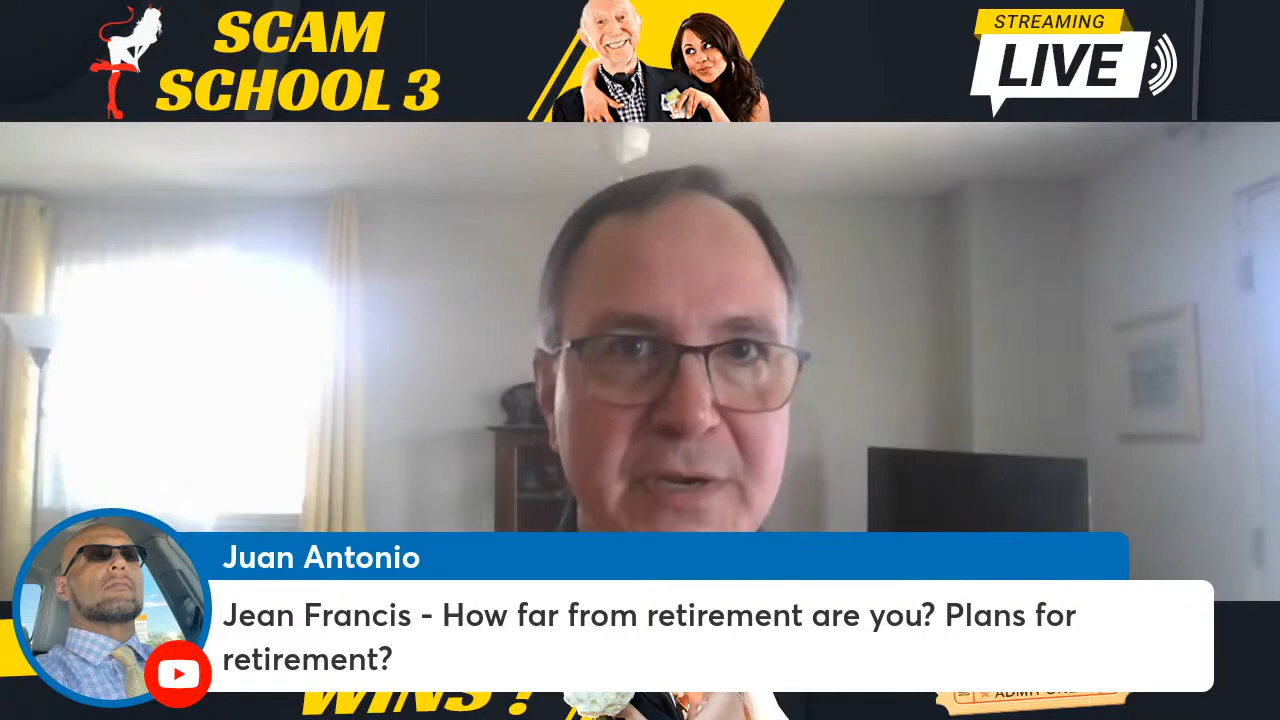 SCAM
SCHOOL 3
STREAMING
LIVE
Juan Antonio
Jean Francis - How far from retirement are you? Plans for
retirement?
WINS!